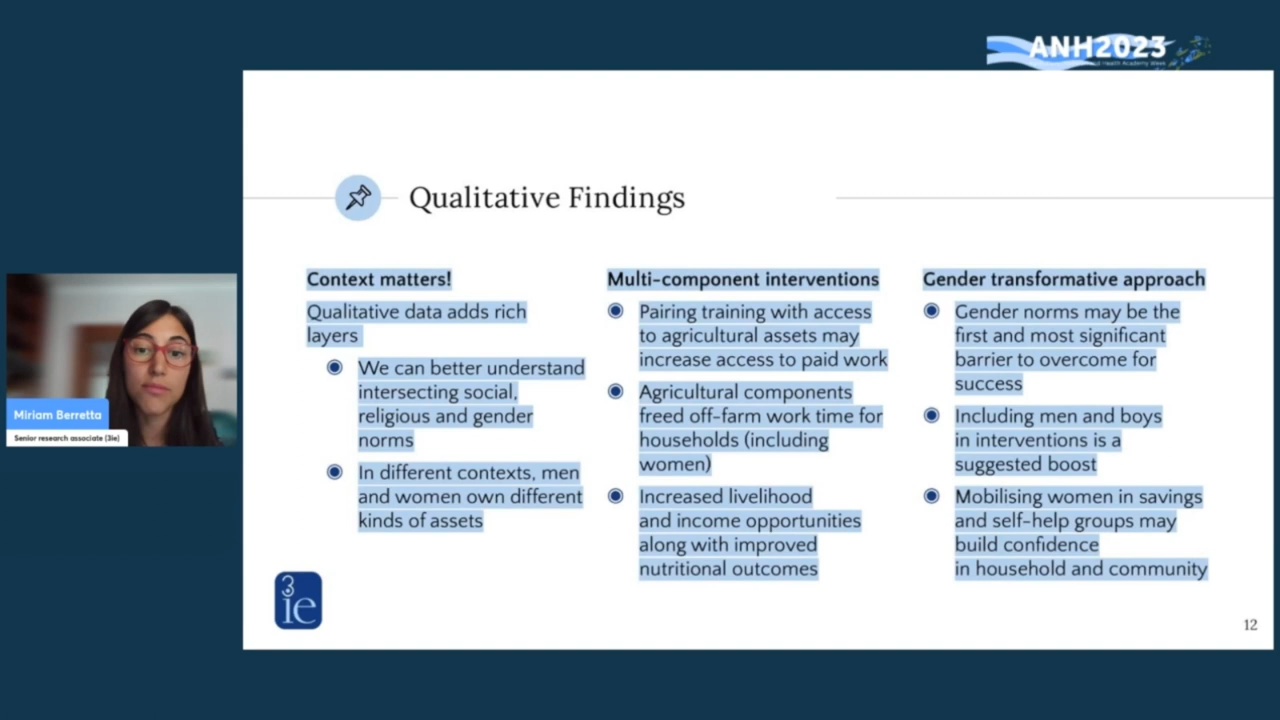 ANH2023
Qualitative Findings
Context matters!
Qualitative data adds rich
layers
We can better understand
intersecting social,
religious and gender
norms
In different contexts, men
and women own different
kinds of assets
Multi-component interventions
Pairing training with access
to agricultural assets may
increase access to paid work
Agricultural components
freed off-farm work time for
households (including
women)
Increased livelihood
and income opportunities
along with improved
nutritional outcomes
Gender transformative approach
Gender norms may be the
first and most significant
barrier to overcome for
success
Including men and boys
in interventions is a
suggested boost
Mobilising women in savings
and self-help groups may
build confidence
in household and community
Miriam Berretta
Senior research associate (3ie)
3ie
12